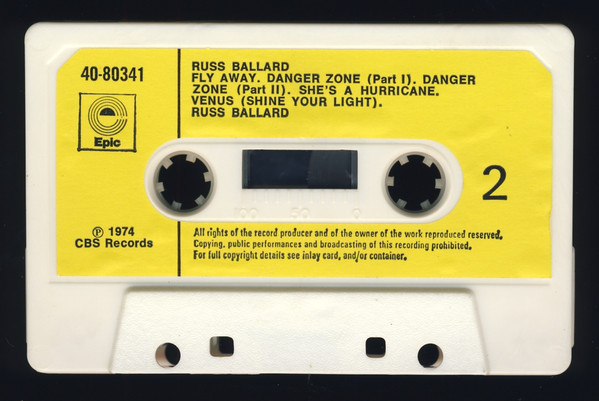 40-80341
Epic
RUSS BALLARD
FLY AWAY. DANGER ZONE (Part I). DANGER
ZONE (Part II). SHE'S A HURRICANE.
VENUS (SHINE YOUR LIGHT).
RUSS BALLARD
2
100 50 0
℗ 1974
CBS Records
All rights of the record producer and of the owner of the work reproduced reserved.
Copying, public performances and broadcasting of this recording prohibited.
For full copyright details see inlay card, and/or container.